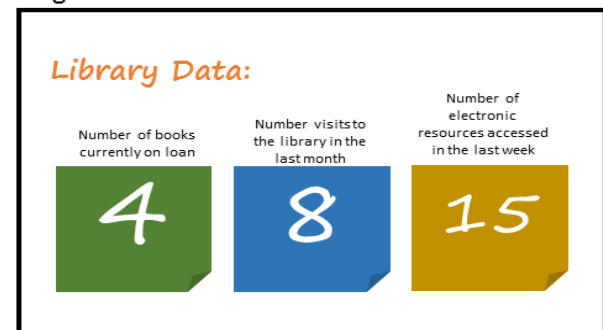 Library Data:
Number of books
currently on loan
4
Number visits to
the library in the
last month
8
Number of
electronic
resources accessed
in the last week
15